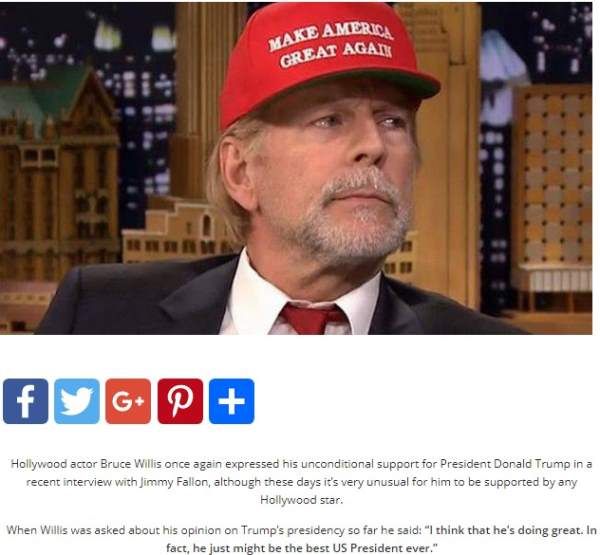 MAKE AMERICA
GREAT AGAIN
f
G+
Hollywood actor Bruce Willis once again expressed his unconditional support for President Donald Trump in a
recent interview with Jimmy Fallon, although these days it's very unusual for him to be supported by any
Hollywood star.
When Willis was asked about his opinion on Trump's presidency so far he said: "I think that he's doing great. In
fact, he just might be the best US President ever."